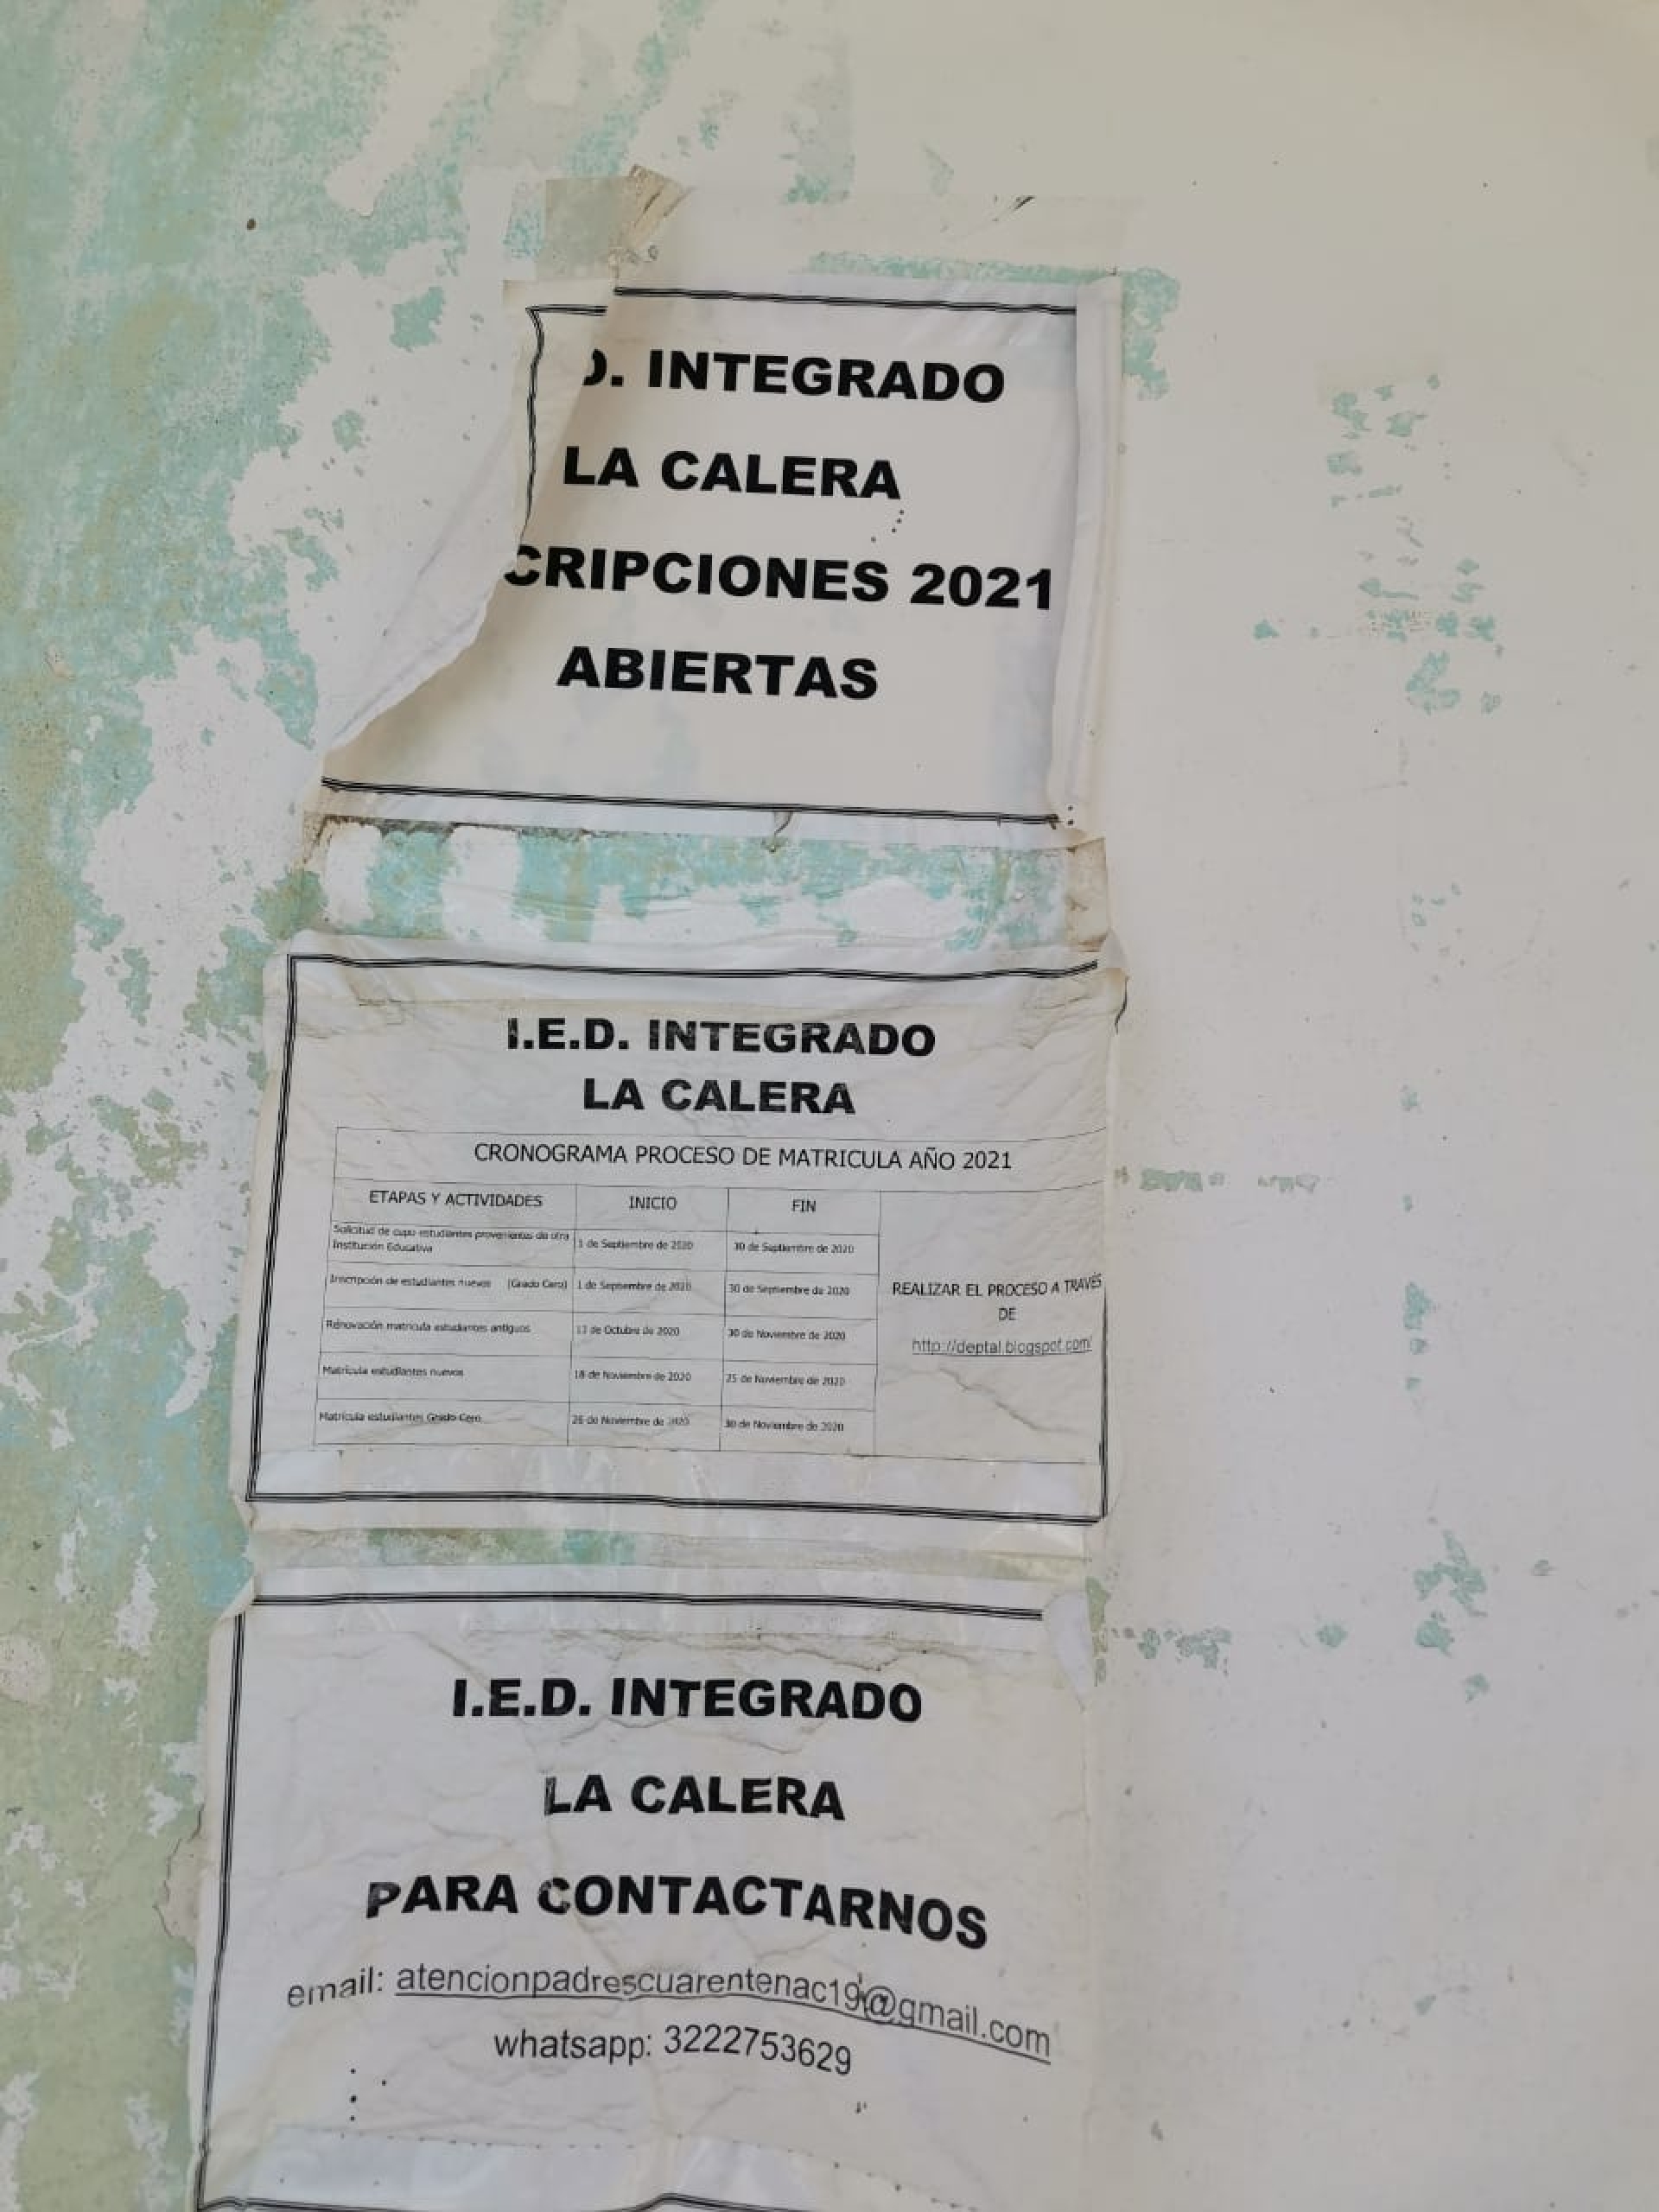 D. INTEGRADO
LA CALERA
CRIPCIONES 2021
ABIERTAS
I.E.D. INTEGRADO
LA CALERA
CRONOGRAMA PROCESO DE MATRICULA AÑO 2021
ETAPAS Y ACTIVIDADES INICIO FIN
Solicitud de cupo estudiantes provenientes de otra
Institución Educativa 1 de Septiembre de 2020 30 de Septiembre de 2020
Inscripción de estudiantes nuevos (Grado Cero) 1 de Septiembre de 2020 30 de Septiembre de 2020
Renovación matricula estudiantes antiguos de Octubre de 2020 30 de Noviembre de 2020
Matrícula estudiantes nuevos 18 de Noviembre de 2020 25 de Noviembre de 2020
Matrícula estudiantes Grado Cero 26 de Noviembre de 2020 30 de Noviembre de 2020
REALIZAR EL PROCESO A TRAVÉS
DE
http://deptal.blogspot.com/
I.E.D. INTEGRADO
LA CALERA
PARA CONTACTARNOS
email: atencionpadrescuarentenac19@gmail.com
whatsapp: 3222753629